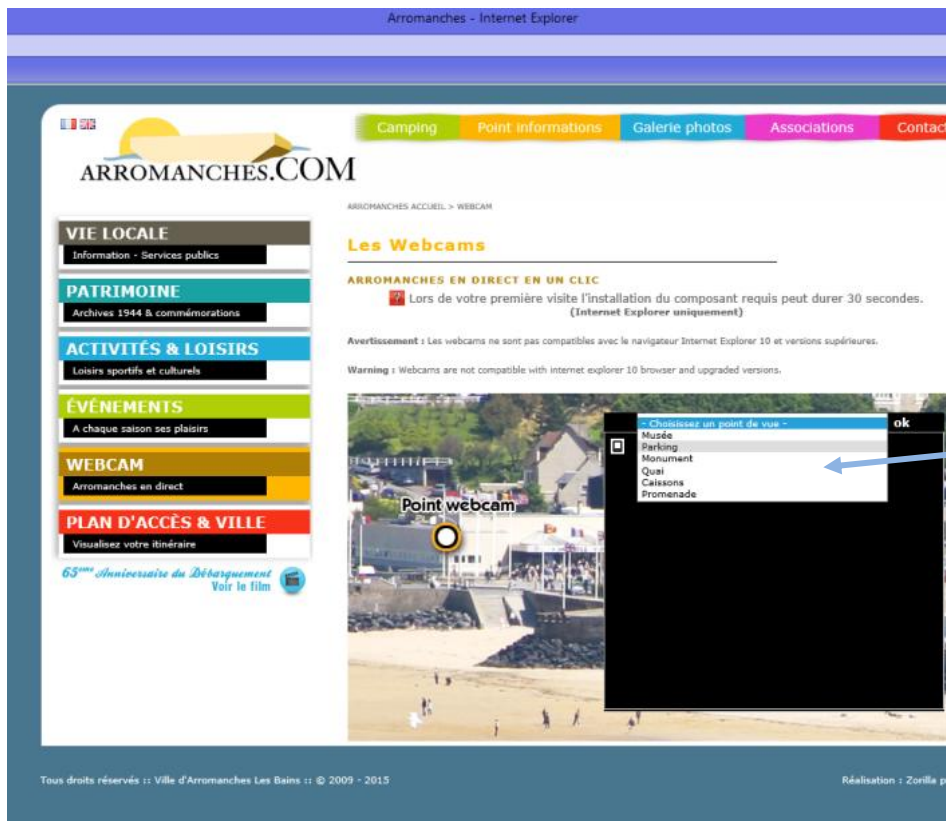 Arromanches - Internet Explorer
Camping Point informations Galerie photos Associations Contact
ARROMANCHES.COM
ARROMANCHES ACCUEIL > WEBCAM
VIE LOCALE
Information - Services publics
PATRIMOINE
Archives 1944 & commémorations
ACTIVITÉS & LOISIRS
Loisirs sportifs et culturels
ÉVÉNEMENTS
A chaque saison ses plaisirs
WEBCAM
Arromanches en direct
PLAN D'ACCÈS & VILLE
Visualisez votre itinéraire
65ème Anniversaire du Débarquement
Voir le film
Les Webcams
ARROMANCHES EN DIRECT EN UN CLIC
Lors de votre première visite l'installation du composant requis peut durer 30 secondes.
(Internet Explorer uniquement)
Avertissement : Les webcams ne sont pas compatibles avec le navigateur Internet Explorer 10 et versions supérieures.
Warning : Webcams are not compatible with internet explorer 10 browser and upgraded versions.
- Choisissez un point de vue - ok
Musée
Parking
Monument
Quai
Caissons
Promenade
Point webcam
Tous droits réservés :: Ville d'Arromanches Les Bains :: © 2009 - 2015
Réalisation : Zorilla p